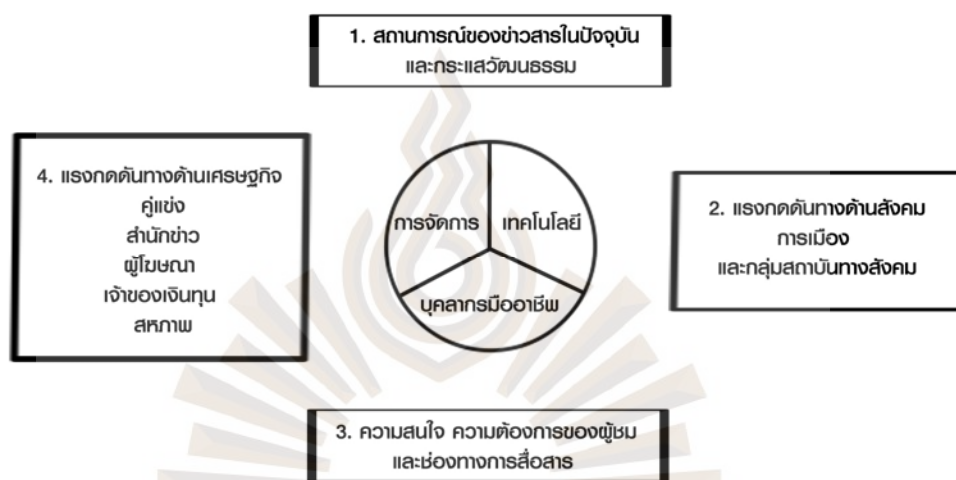 1. สถานการณ์ของข่าวสารในปัจจุบัน
และกระแสวัฒนธรรม
4. แรงกดดันทางด้านเศรษฐกิจ
คู่แข่ง
สำนักข่าว
ผู้โฆษณา
เจ้าของเงินทุน
สหภาพ
การจัดการ
เทคโนโลยี
บุคลากรมืออาชีพ
2. แรงกดดันทางด้านสังคม
การเมือง
และกลุ่มสถาบันทางสังคม
3. ความสนใจ ความต้องการของผู้ชม
และช่องทางการสื่อสาร